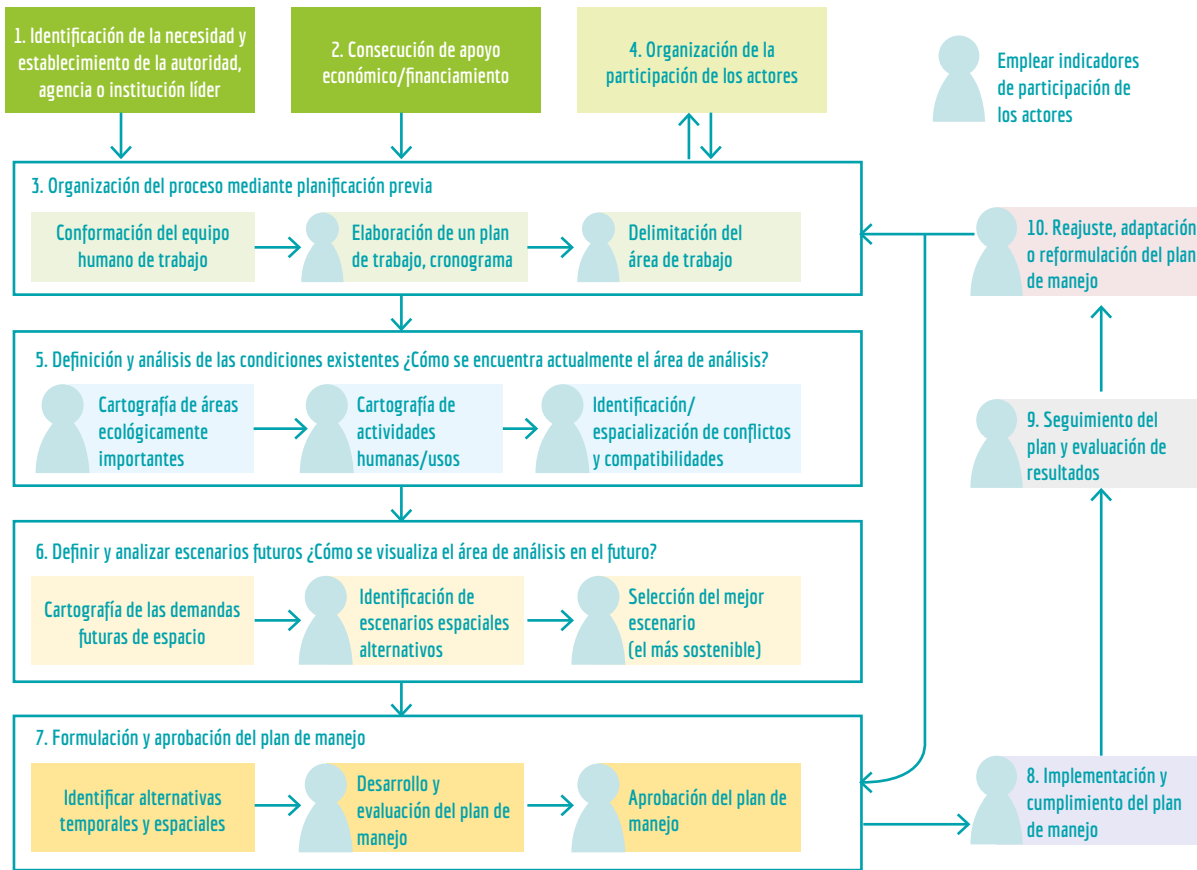 1. Identificación de la necesidad y
establecimiento de la autoridad,
agencia o institución líder
2. Consecución de apoyo
económico/financiamiento
4. Organización de la
participación de los actores
Emplear indicadores
de participación de
los actores
3. Organización del proceso mediante planificación previa
Conformación del equipo
humano de trabajo
Elaboración de un plan
de trabajo, cronograma
Delimitación del
área de trabajo
10. Reajuste, adaptación
o reformulación del plan
de manejo
5. Definición y análisis de las condiciones existentes ¿Cómo se encuentra actualmente el área de análisis?
Cartografía de áreas
ecológicamente
importantes
Cartografía de
actividades
humanas/usos
Identificación/
espacialización de conflictos
y compatibilidades
9. Seguimiento del
plan y evaluación de
resultados
6. Definir y analizar escenarios futuros ¿Cómo se visualiza el área de análisis en el futuro?
Cartografía de las demandas
futuras de espacio
Identificación de
escenarios espaciales
alternativos
Selección del mejor
escenario
(el más sostenible)
7. Formulación y aprobación del plan de manejo
Identificar alternativas
temporales y espaciales
Desarrollo y
evaluación del plan de
manejo
Aprobación del plan de
manejo
8. Implementación y
cumplimiento del plan
de manejo